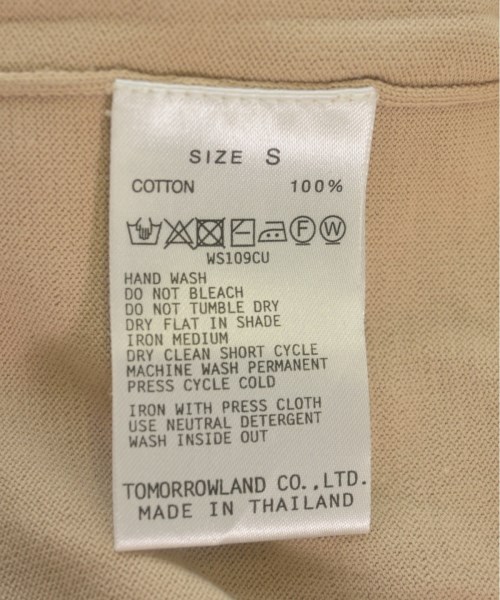 SIZE S
COTTON 100%
F W
WS109CU
HAND WASH
DO NOT BLEACH
DO NOT TUMBLE DRY
DRY FLAT IN SHADE
IRON MEDIUM
DRY CLEAN SHORT CYCLE
MACHINE WASH PERMANENT
PRESS CYCLE COLD
IRON WITH PRESS CLOTH
USE NEUTRAL DETERGENT
WASH INSIDE OUT
TOMORROWLAND CO.,LTD.
MADE IN THAILAND